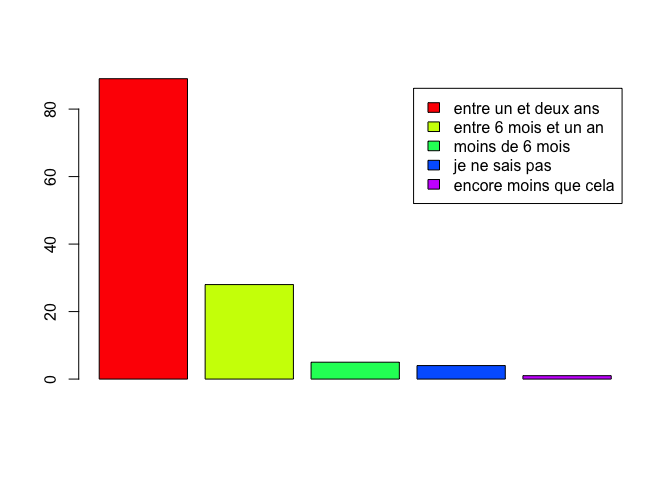 80
60
40
20
0
entre un et deux ans
entre 6 mois et un an
moins de 6 mois
je ne sais pas
encore moins que cela